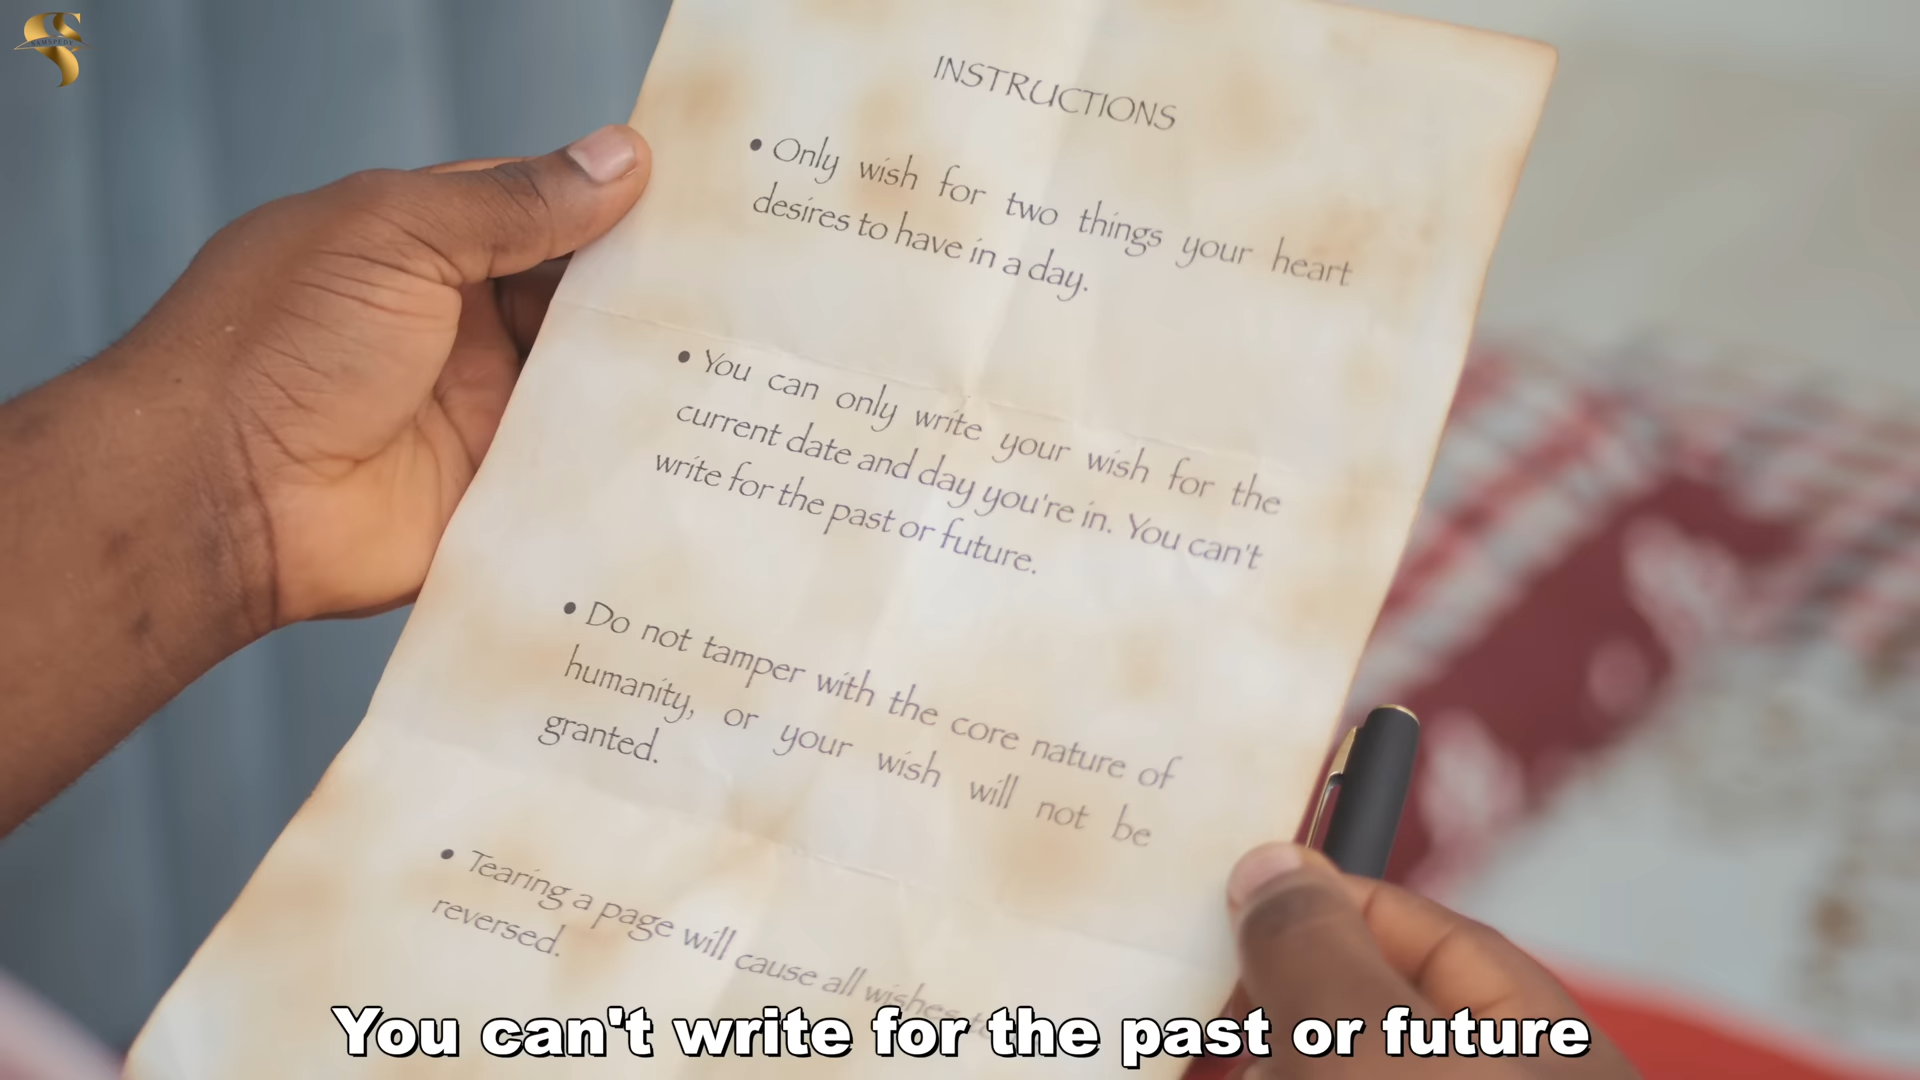 INSTRUCTIONS
• Only wish for two things your heart
desires to have in a day.
• You can only write your wish for the
current date and day you're in. You can't
write for the past or future.
• Do not tamper with the core nature of
humanity, or your wish will not be
granted.
• Tearing a page will cause all wishes
reversed.
You can't write for the past or future